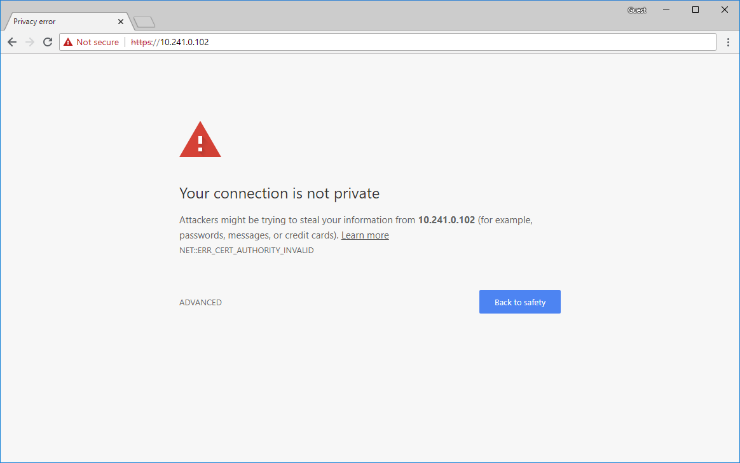 Guest
Privacy error
Not secure https://10.241.0.102
Your connection is not private
Attackers might be trying to steal your information from 10.241.0.102 (for example,
passwords, messages, or credit cards). Learn more
NET::ERR_CERT_AUTHORITY_INVALID
ADVANCED
Back to safety